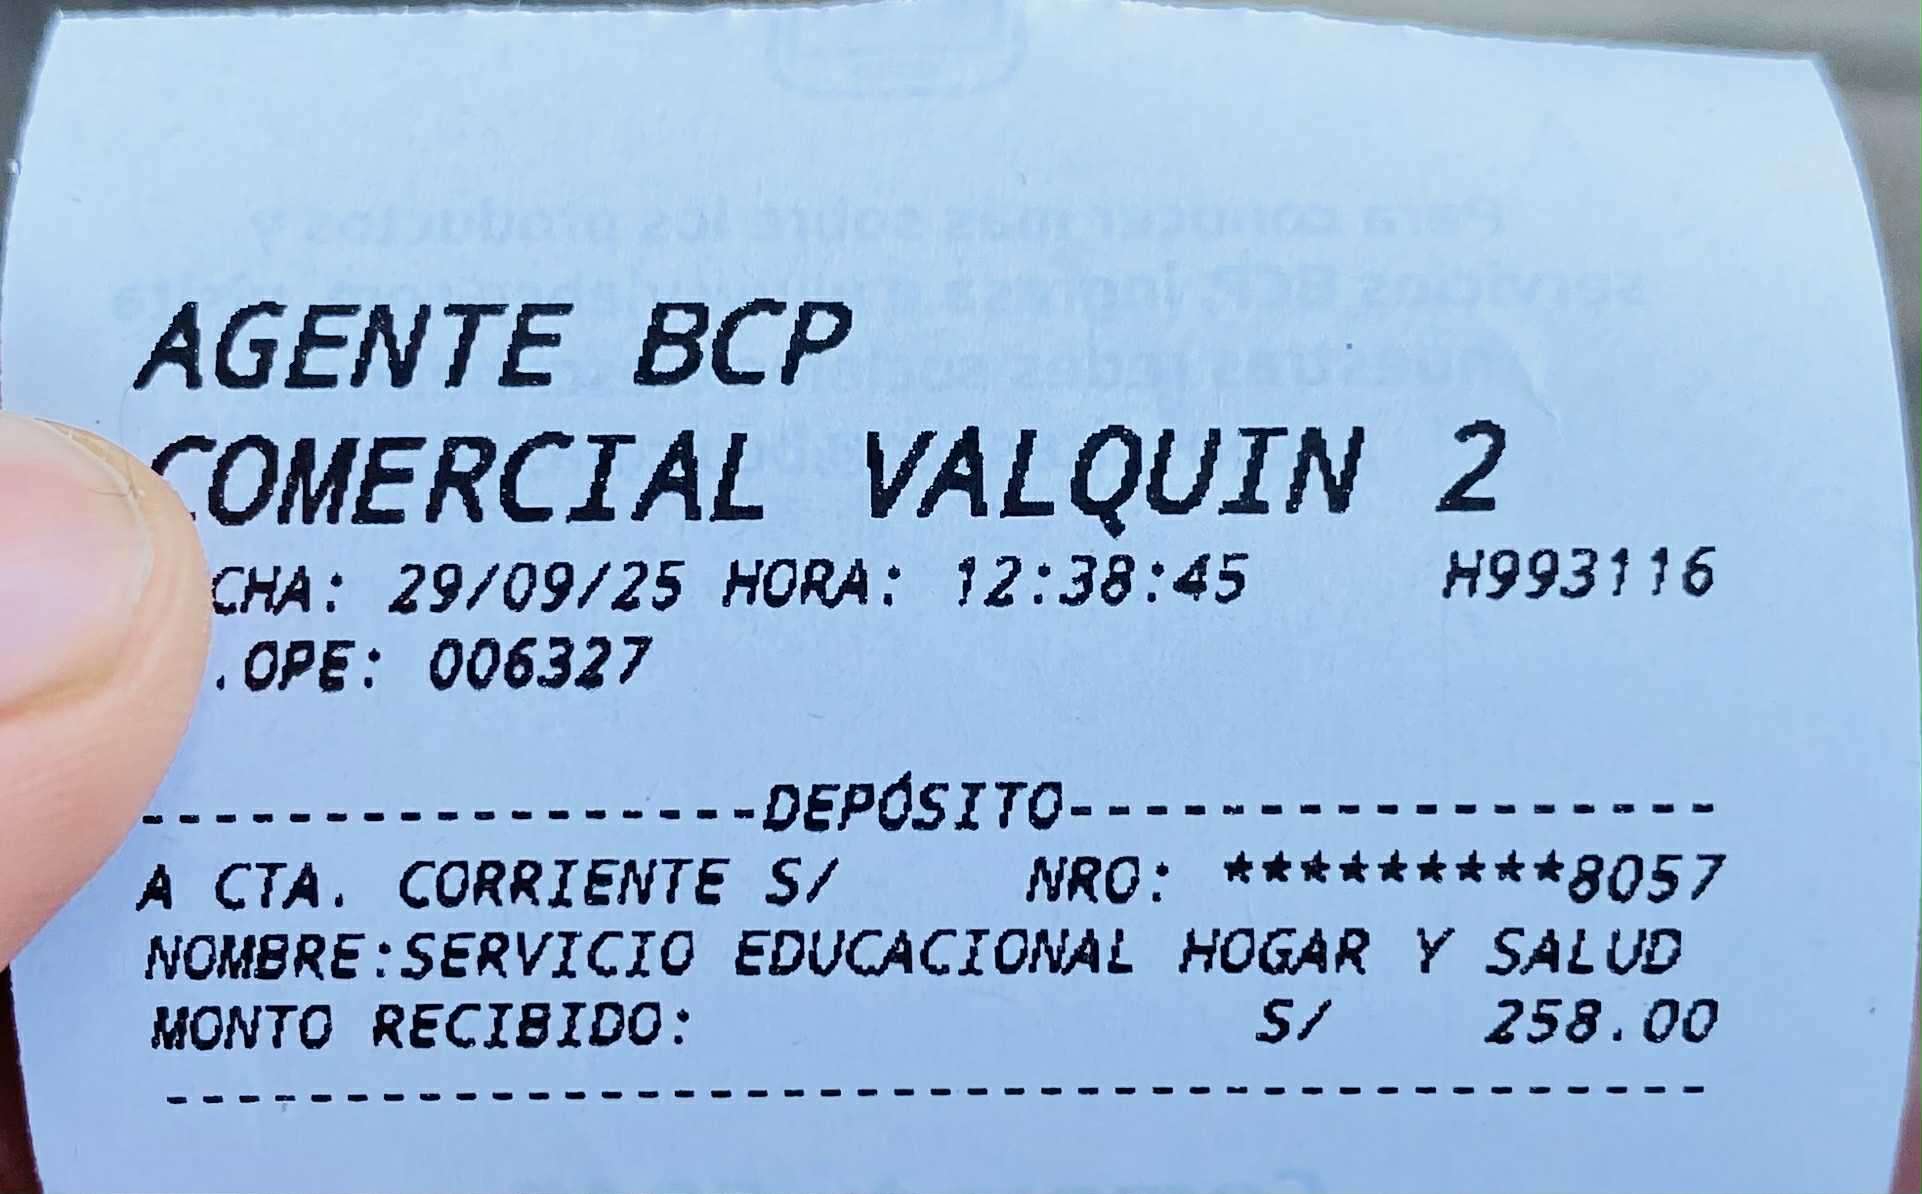 AGENTE BCP
COMERCIAL VALQUIN 2
CHA: 29/09/25 HORA: 12:38:45 H993116
.OPE: 006327
-----------------DEPÓSITO------------------
A CTA. CORRIENTE S/ NRO: *********8057
NOMBRE:SERVICIO EDUCACIONAL HOGAR Y SALUD
MONTO RECIBIDO: S/ 258.00
-------------------------------------------